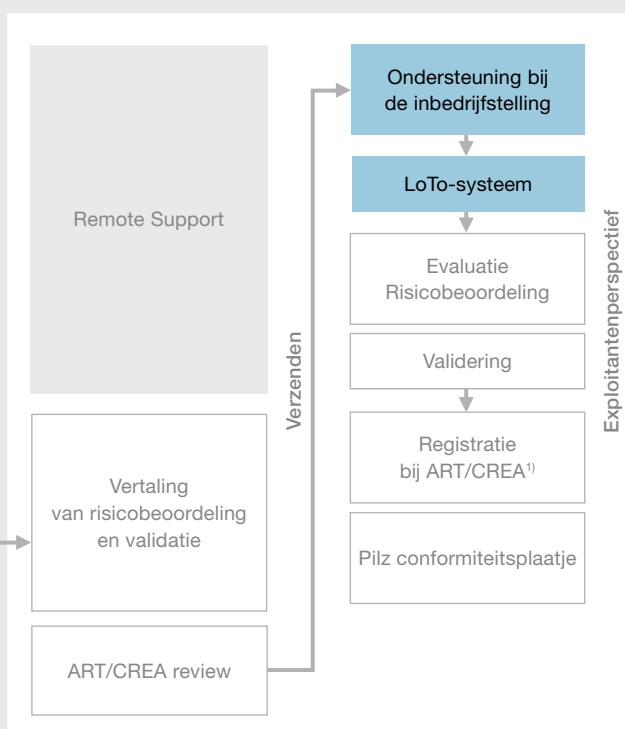 Remote Support
Vertaling
van risicobeoordeling
en validatie
ART/CREA review
Verzenden
Ondersteuning bij
de inbedrijfstelling
LoTo-systeem
Evaluatie
Risicobeoordeling
Validering
Registratie
bij ART/CREA¹⁾
Pilz conformiteitsplaatje
Exploitantenperspectief